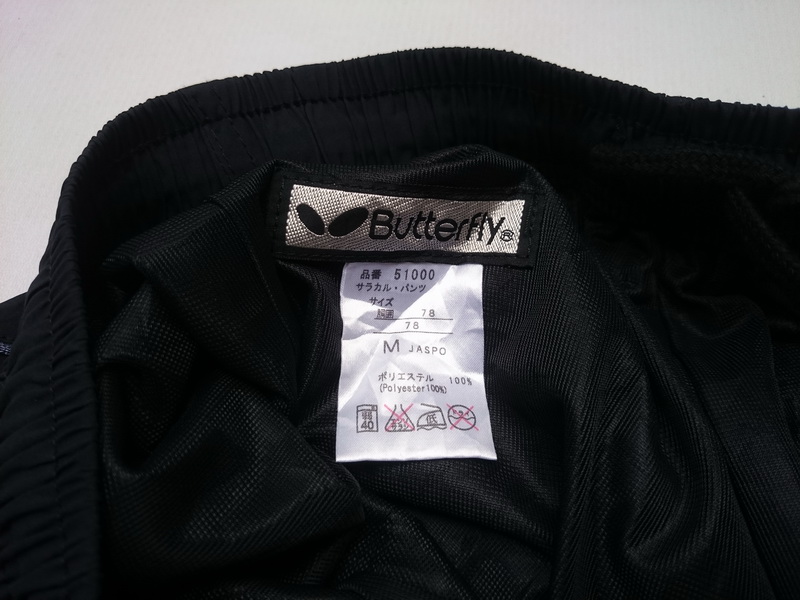 Butterfly®
品番 51000
サラカル・パンツ
サイズ
胴囲 78
78
M JASPO
ポリエステル 100%
(Polyester100%)
40
低